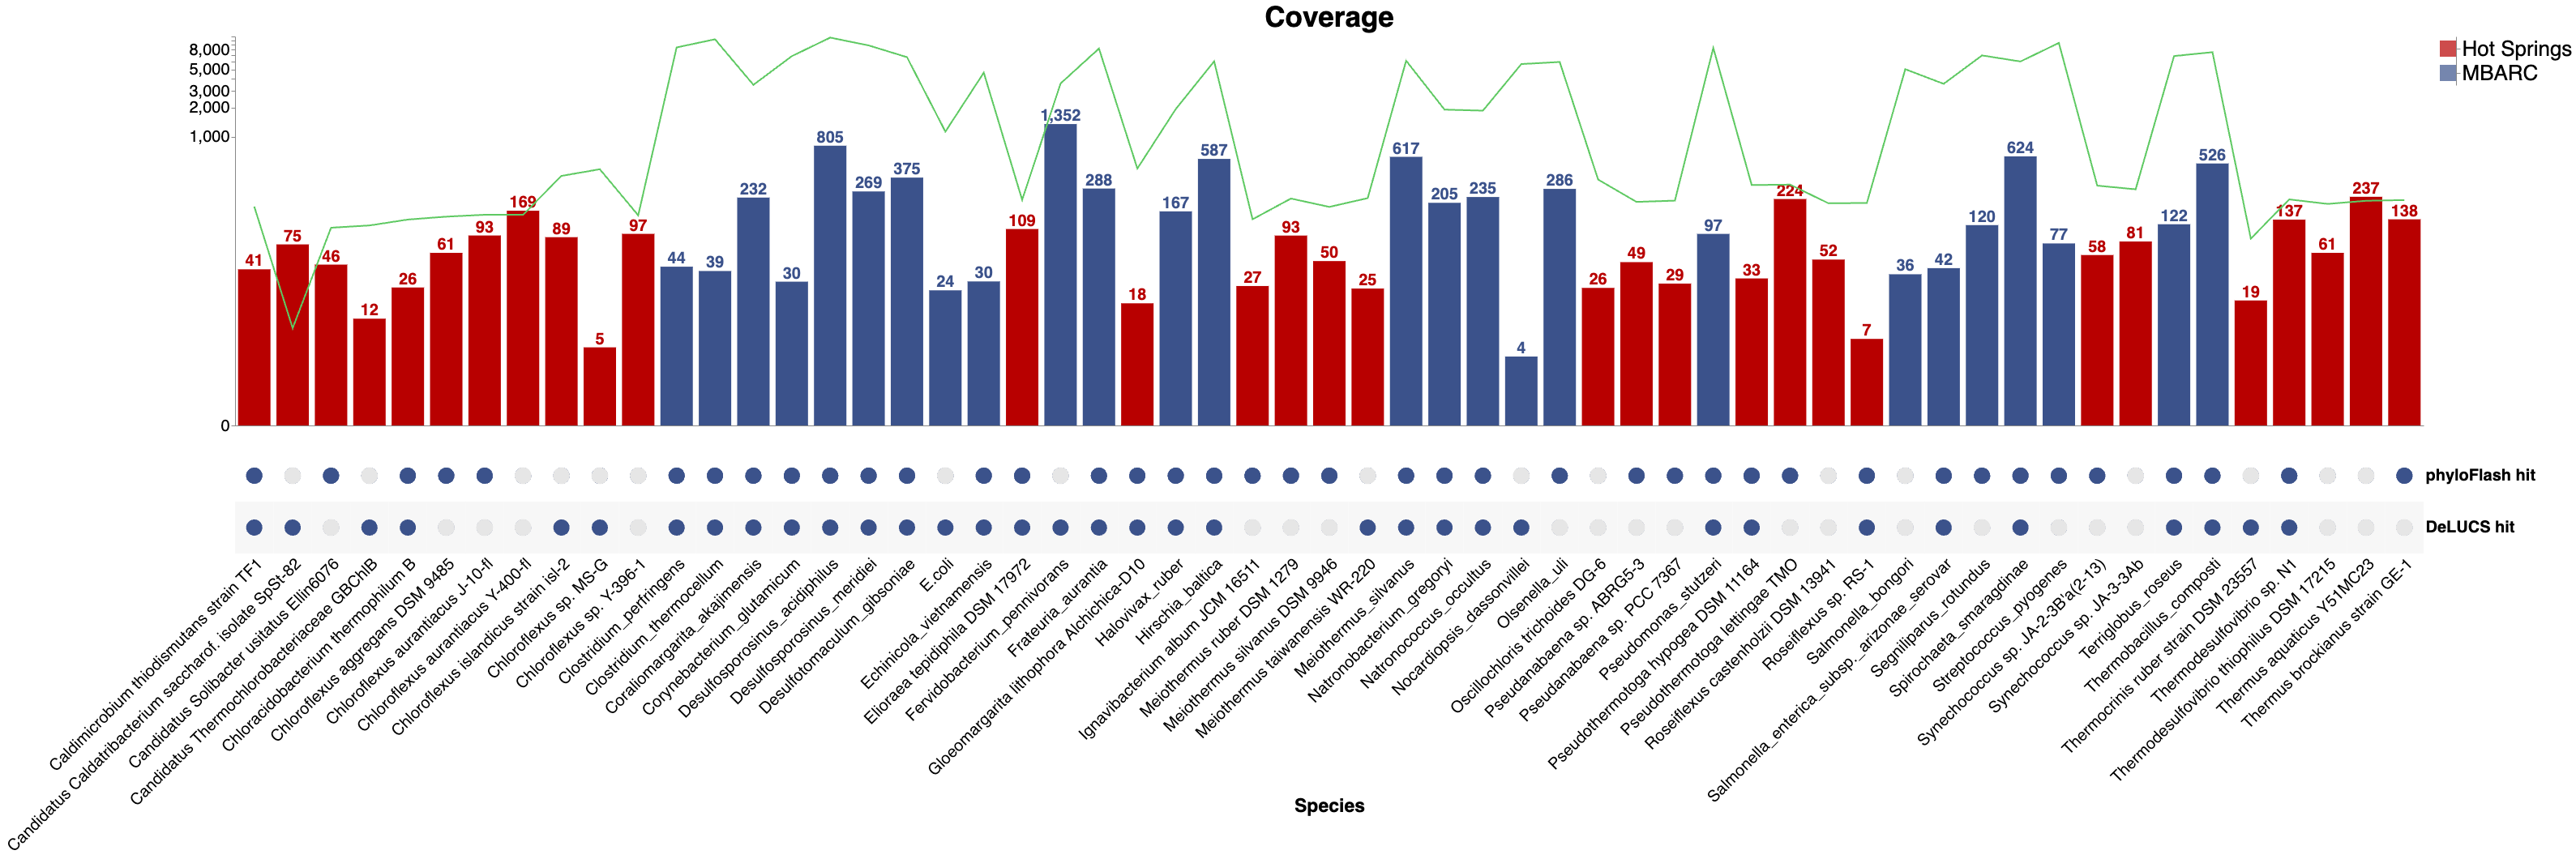 Coverage
8,000
5,000
3,000
2,000
1,000
0
Hot Springs
MBARC
41
75
46
12
26
61
93
169
89
5
97
44
39
232
30
805
269
375
24
30
109
1,352
288
18
167
587
27
93
50
25
617
205
235
4
286
26
49
29
97
33
224
52
7
36
42
120
624
77
58
81
122
526
19
137
61
237
138
phyloFlash hit
DeLUCS hit
Caldimicrobium thiodismutans strain TF1
Candidatus Caldatribacterium saccharof. isolate SpSt-82
Candidatus Solibacter usitatus Ellin6076
Candidatus Thermochlorobacteriaceae GBChlB
Chloracidobacterium thermophilum B
Chloroflexus aggregans DSM 9485
Chloroflexus aurantiacus J-10-fl
Chloroflexus aurantiacus Y-400-fl
Chloroflexus islandicus strain isl-2
Chloroflexus sp. MS-G
Chloroflexus sp. Y-396-1
Clostridium_perfingens
Clostridium_thermocellum
Coraliomargarita_akajimensis
Corynebacterium_glutamicum
Desulfosporosinus_acidiphilus
Desulfosporosinus_meridiei
Desulfotomaculum_gibsoniae
E.coli
Echinicola_vietnamensis
Elioraea tepidiphila DSM 17972
Fervidobacterium_pennivorans
Frateuria_aurantia
Gloeomargarita lithophora Alchichica-D10
Halovivax_ruber
Hirschia_baltica
Ignavibacterium album JCM 16511
Meiothermus ruber DSM 1279
Meiothermus silvanus DSM 9946
Meiothermus taiwanensis WR-220
Meiothermus_silvanus
Natronobacterium_gregoryi
Natronococcus_occultus
Nocardiopsis_dassonvillei
Olsenella_uli
Oscillochloris trichoides DG-6
Pseudanabaena sp. ABRG5-3
Pseudanabaena sp. PCC 7367
Pseudomonas_stutzeri
Pseudothermotoga hypogea DSM 11164
Pseudothermotoga lettingae TMO
Roseiflexus castenholzii DSM 13941
Roseiflexus sp. RS-1
Salmonella_bongori
Salmonella_enterica_subsp._arizonae_serovar
Segniliparus_rotundus
Spirochaeta_smaragdinae
Streptococcus_pyogenes
Synechococcus sp. JA-2-3B'a(2-13)
Synechococcus sp. JA-3-3Ab
Terriglobus_roseus
Thermobacillus_composti
Thermocrinis ruber strain DSM 23557
Thermodesulfovibrio sp. N1
Thermodesulfovibrio thiophilus DSM 17215
Thermus aquaticus Y51MC23
Thermus brockianus strain GE-1
Species